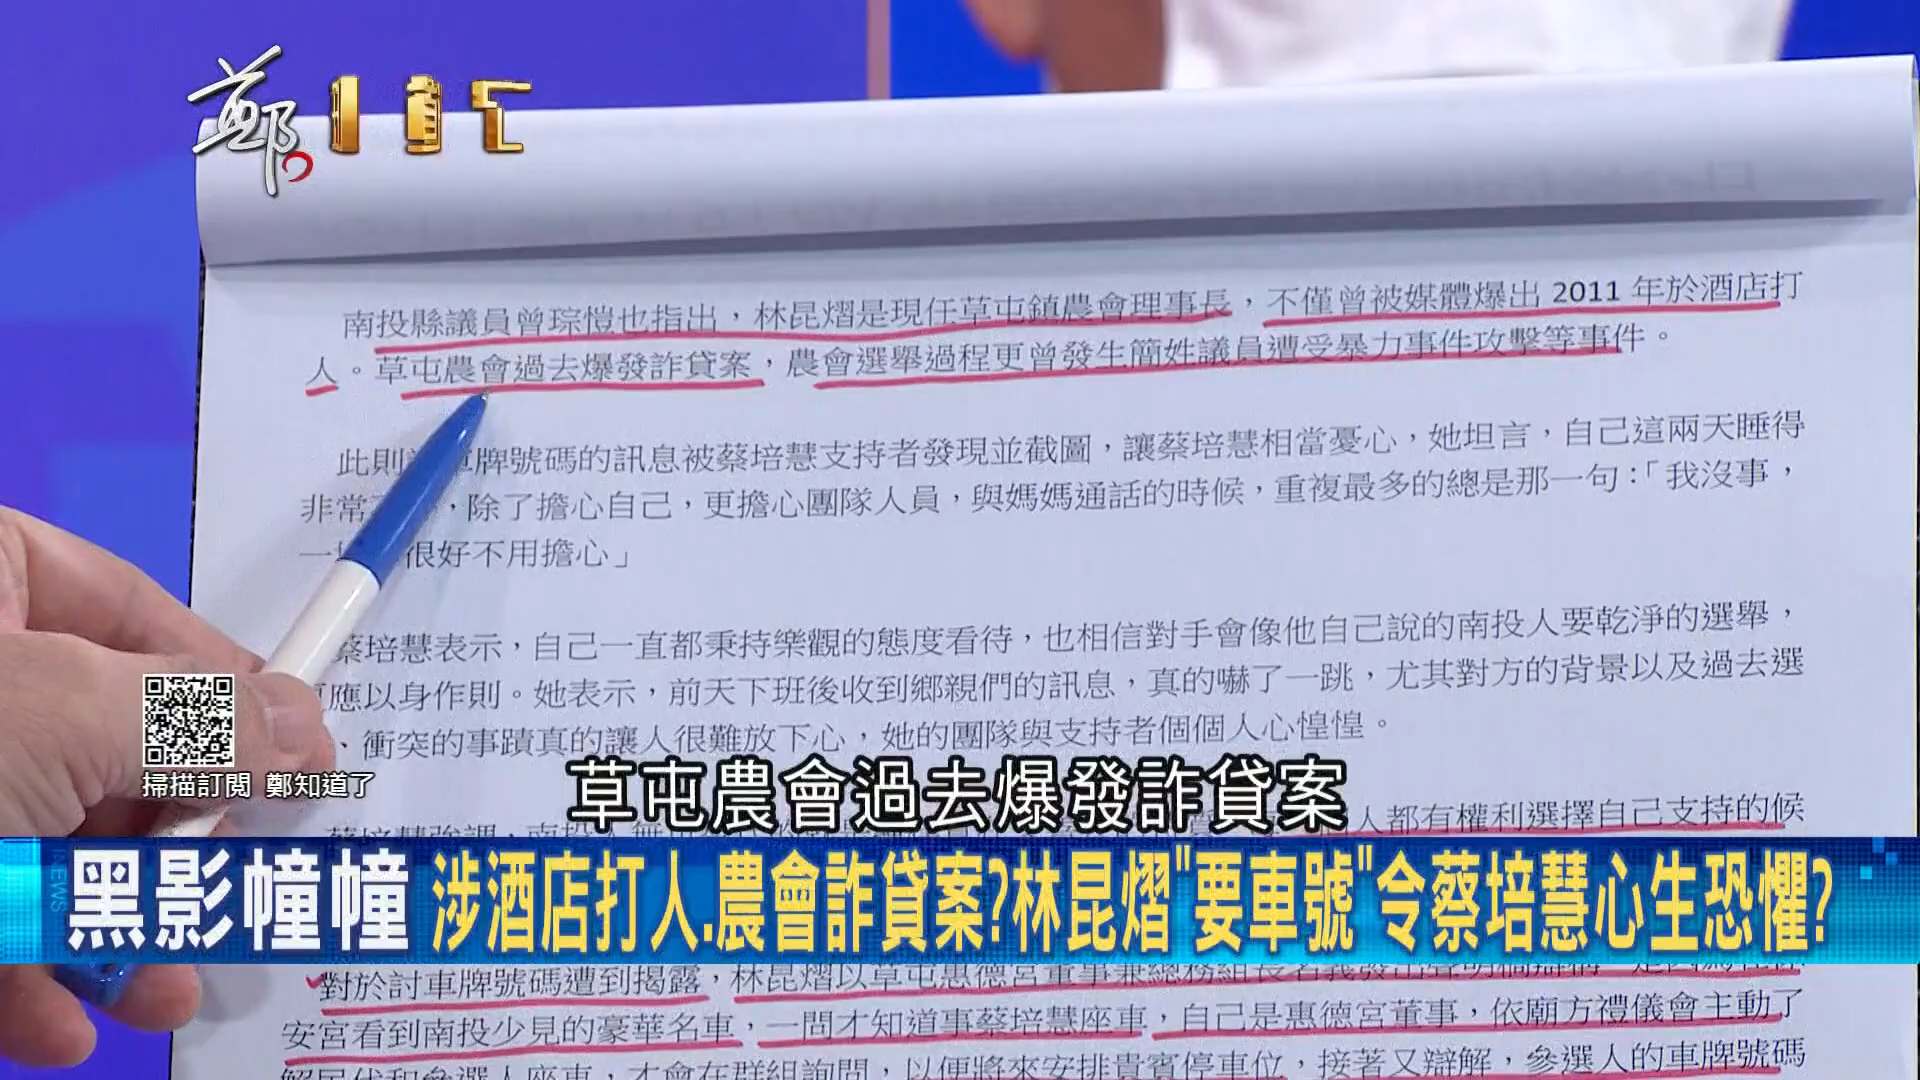 鄭
南投縣議員曾琮愷也指出，林昆熠是現任草屯鎮農會理事長，不僅曾被媒體爆出 2011 年於酒店打
人。草屯農會過去爆發詐貸案，農會選舉過程更曾發生簡姓議員遭受暴力事件攻擊等事件。
此則 車牌號碼的訊息被蔡培慧支持者發現並截圖，讓蔡培慧相當憂心，她坦言，自己這兩天睡得
非常 ，除了擔心自己，更擔心團隊人員，與媽媽通話的時候，重複最多的總是那一句：「我沒事，
一 很好不用擔心」
蔡培慧表示，自己一直都秉持樂觀的態度看待，也相信對手會像他自己說的南投人要乾淨的選舉，
應以身作則。她表示，前天下班後收到鄉親們的訊息，真的嚇了一跳，尤其對方的背景以及過去選
、衝突的事蹟真的讓人很難放下心，她的團隊與支持者個個人心惶惶。
掃描訂閱 鄭知道了
草屯農會過去爆發詐貸案
人都有權利選擇自己支持的候
NEWS
黑影幢幢 涉酒店打人.農會詐貸案?林昆熠"要車號"令蔡培慧心生恐懼?
對於討車牌號碼遭到揭露，林昆熠以草屯惠德宮董事兼總務組長名義發出聲明稿辯稱
安宮看到南投少見的豪華名車，一問才知道事蔡培慧座車，自己是惠德宮董事，依廟方禮儀會主動了
解民代和參選人座車，才會在群組詢問，以便將來安排貴賓停車位，接著又辯解，參選人的車牌號碼